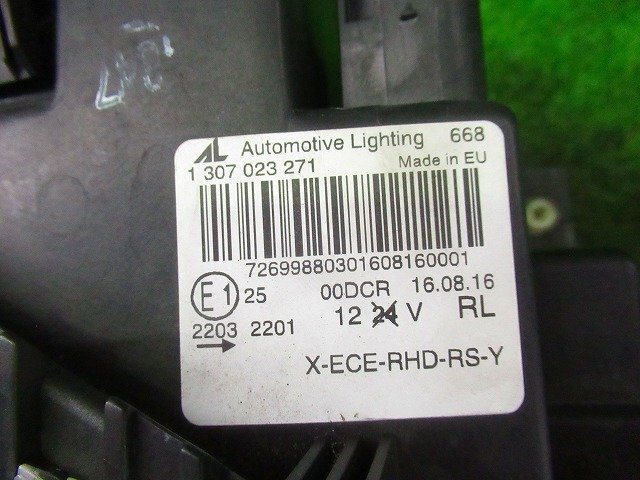 AL Automotive Lighting 668
1 307 023 271 Made in EU
72699880301608160001
E1 25 00DCR 16.08.16
2203 2201 12 24 V RL
→
X-ECE-RHD-RS-Y